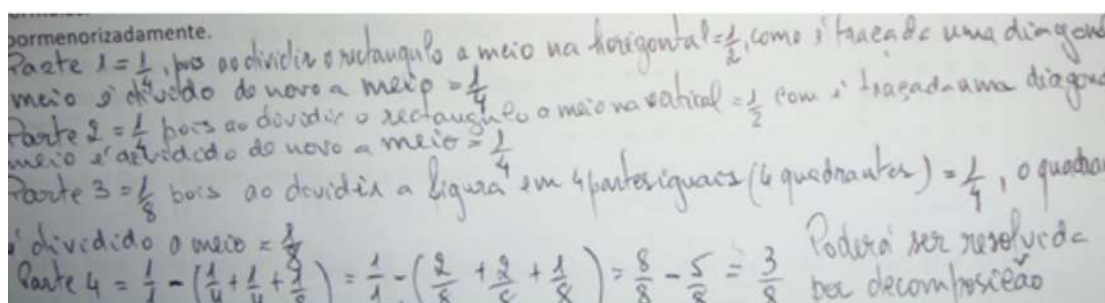 pormenorizadamente.
Parte 1 = 1/4, pois ao dividir o rectangulo a meio na horizontal = 1/2, como é traçada uma diagonal
meio é divido de novo a meio = 1/4
Parte 2 = 1/4 pois ao dividir o rectangulo a meio na vertical = 1/2 com é traçada uma diagonal
meio é dividido de novo a meio = 1/4
Parte 3 = 1/8 pois ao dividir a figura em 4 partes iguais (4 quadrantes) = 1/4, o quadran
é dividido a meio = 1/8
Parte 4 = 1/1 - (1/4 + 1/4 + 1/8) = 1/1 - (2/8 + 2/8 + 1/8) = 8/8 - 5/8 = 3/8
Poderá ser resolvida
por decomposição